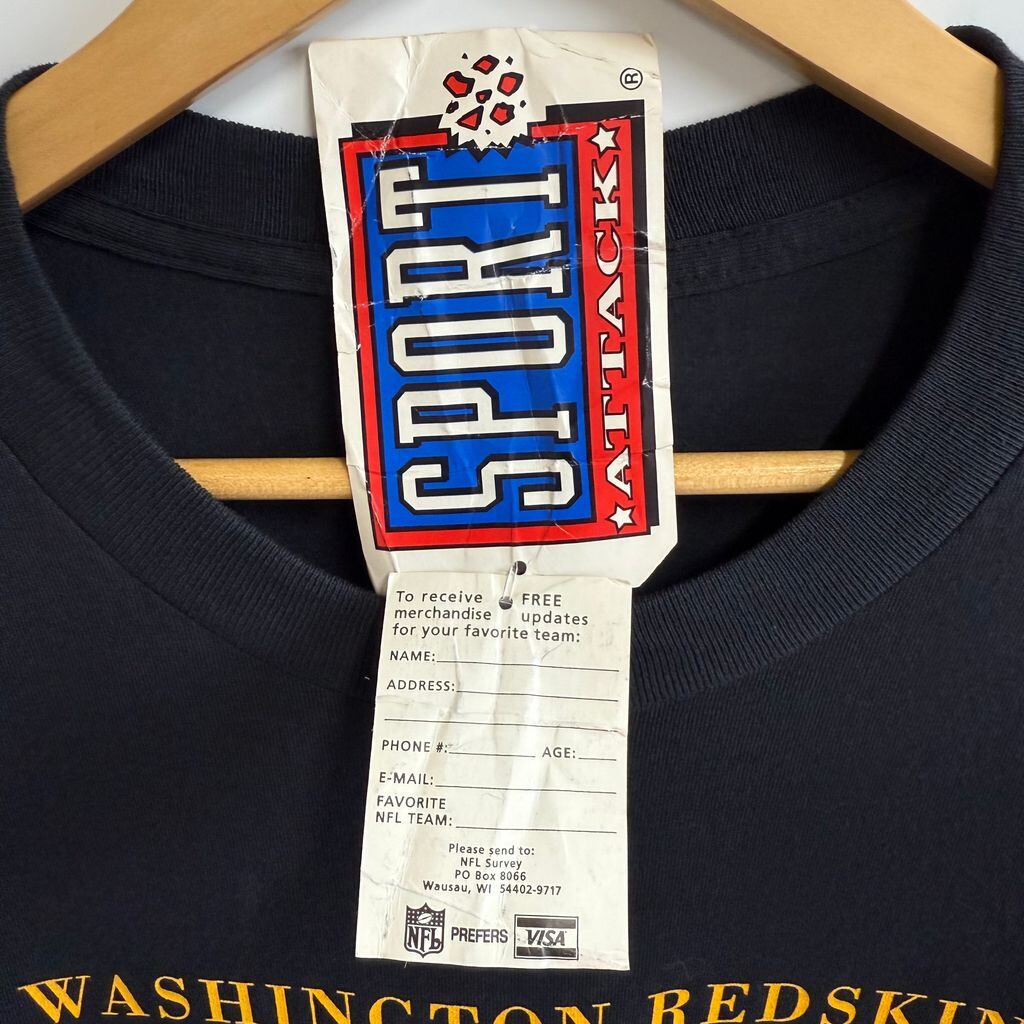 SPORT
ATTACK
®
To receive FREE
merchandise updates
for your favorite team:
NAME:
ADDRESS:
PHONE #: AGE:
E-MAIL:
FAVORITE
NFL TEAM:
Please send to:
NFL Survey
PO Box 8066
Wausau, WI 54402-9717
NFL PREFERS VISA
WASHINGTON REDSKIN